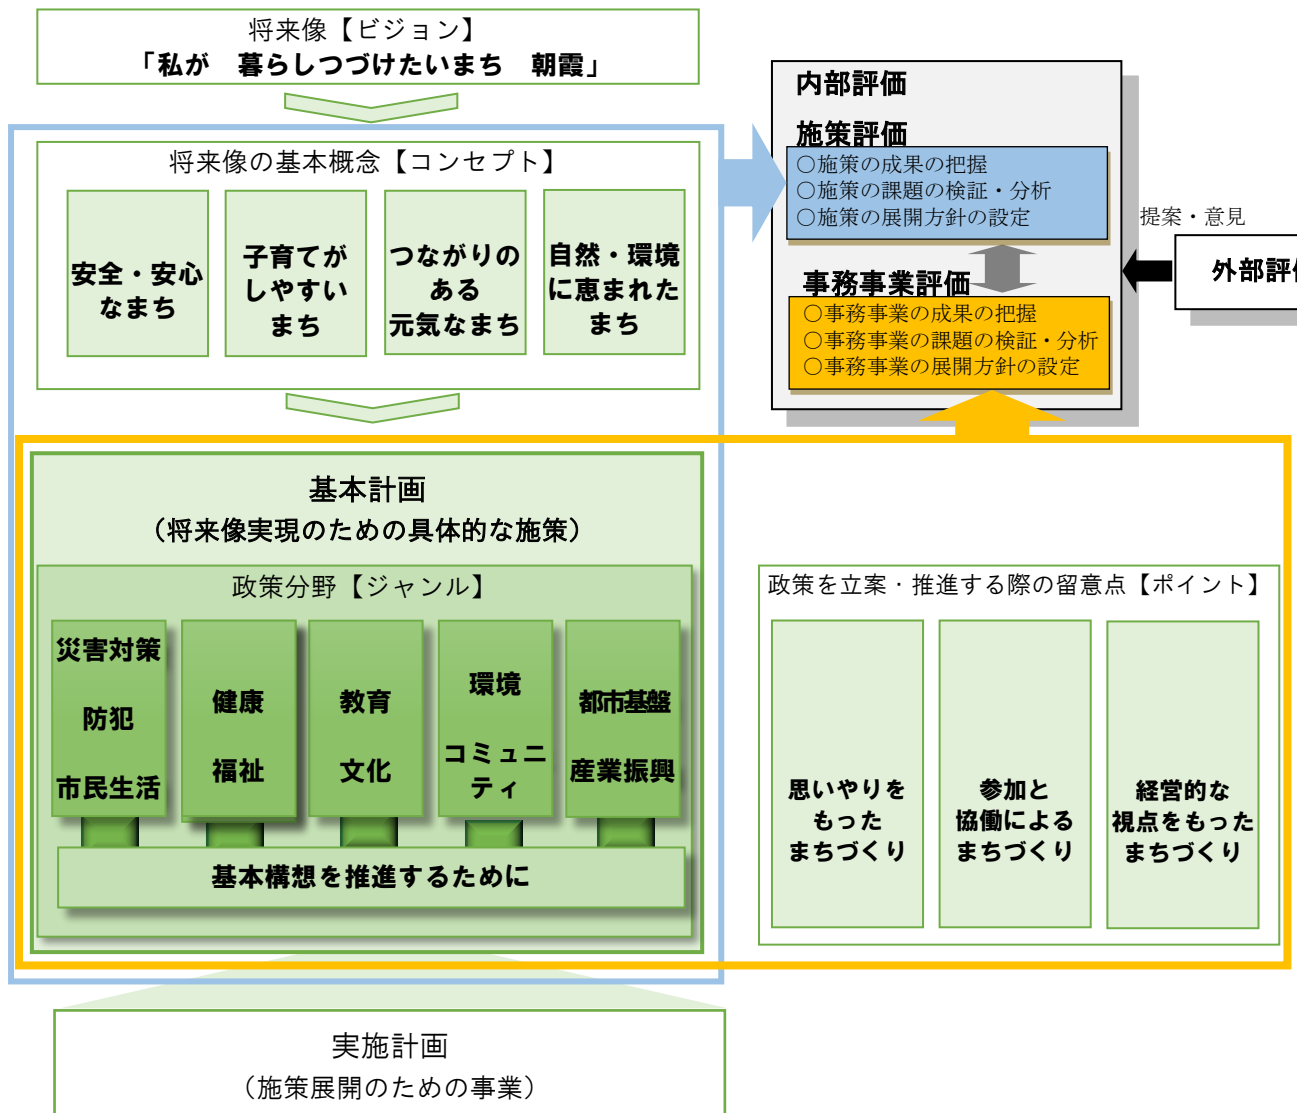 将来像【ビジョン】
「私が　暮らしつづけたいまち　朝霞」
将来像の基本概念【コンセプト】
安全・安心
なまち
子育てが
しやすい
まち
つながりの
ある
元気なまち
自然・環境
に恵まれた
まち
内部評価
施策評価
○施策の成果の把握
○施策の課題の検証・分析
○施策の展開方針の設定
事務事業評価
○事務事業の成果の把握
○事務事業の課題の検証・分析
○事務事業の展開方針の設定
提案・意見
外部評
基本計画
（将来像実現のための具体的な施策）
政策分野【ジャンル】
災害対策
防犯
市民生活
健康
福祉
教育
文化
環境
コミュニ
ティ
都市基盤
産業振興
基本構想を推進するために
政策を立案・推進する際の留意点【ポイント】
思いやりを
もった
まちづくり
参加と
協働による
まちづくり
経営的な
視点をもった
まちづくり
実施計画
（施策展開のための事業）